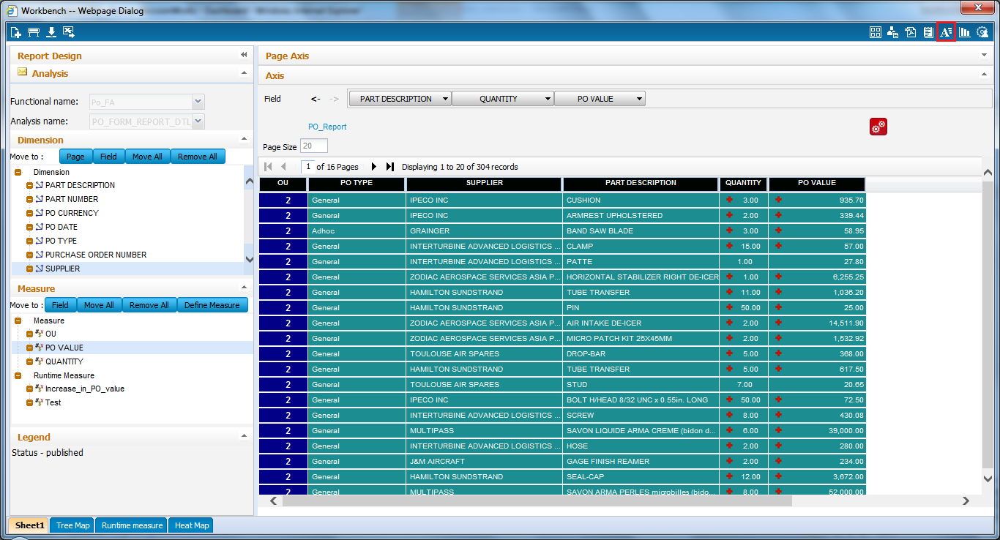 Workbench -- Webpage Dialog
Report Design
Analysis
Functional name: Po_FA
Analysis name: PO_FORM_REPORT_DTL
Dimension
Move to : Page Field Move All Remove All
Dimension
PART DESCRIPTION
PART NUMBER
PO CURRENCY
PO DATE
PO TYPE
PURCHASE ORDER NUMBER
SUPPLIER
Measure
Move to : Field Move All Remove All Define Measure
Measure
OU
PO VALUE
QUANTITY
Runtime Measure
Increase_in_PO_value
Test
Legend
Status - published
Page Axis
Axis
Field <- -> PART DESCRIPTION QUANTITY PO VALUE
PO_Report
Page Size 20
1 of 16 Pages Displaying 1 to 20 of 304 records
OU PO TYPE SUPPLIER PART DESCRIPTION QUANTITY PO VALUE
2 General IPECO INC CUSHION 3.00 935.70
2 General IPECO INC ARMREST UPHOLSTERED 2.00 339.44
2 Adhoc GRAINGER BAND SAW BLADE 3.00 58.95
2 General INTERTURBINE ADVANCED LOGISTICS ... CLAMP 15.00 57.00
2 General INTERTURBINE ADVANCED LOGISTICS ... PATTE 1.00 27.80
2 General ZODIAC AEROSPACE SERVICES ASIA P... HORIZONTAL STABILIZER RIGHT DE-ICER 1.00 6,255.25
2 General HAMILTON SUNDSTRAND TUBE TRANSFER 11.00 1,036.20
2 General HAMILTON SUNDSTRAND PIN 50.00 25.00
2 General ZODIAC AEROSPACE SERVICES ASIA P... AIR INTAKE DE-ICER 2.00 14,511.90
2 General ZODIAC AEROSPACE SERVICES ASIA P... MICRO PATCH KIT 25X45MM 2.00 1,532.92
2 General TOULOUSE AIR SPARES DROP-BAR 5.00 368.00
2 General HAMILTON SUNDSTRAND TUBE TRANSFER 5.00 617.50
2 General TOULOUSE AIR SPARES STUD 7.00 20.65
2 General IPECO INC BOLT H/HEAD 8/32 UNC x 0.55in. LONG 50.00 72.50
2 General INTERTURBINE ADVANCED LOGISTICS ... SCREW 8.00 430.08
2 General MULTIPASS SAVON LIQUIDE ARMA CREME (bidon d... 6.00 39,000.00
2 General INTERTURBINE ADVANCED LOGISTICS ... HOSE 2.00 280.00
2 General J&M AIRCRAFT GAGE FINISH REAMER 2.00 234.00
2 General HAMILTON SUNDSTRAND SEAL-CAP 12.00 3,672.00
2 General MULTIPASS SAVON ARMA PERLES microbilles (bido... 8.00 52,000.00
Sheet1 Tree Map Runtime measure Heat Map